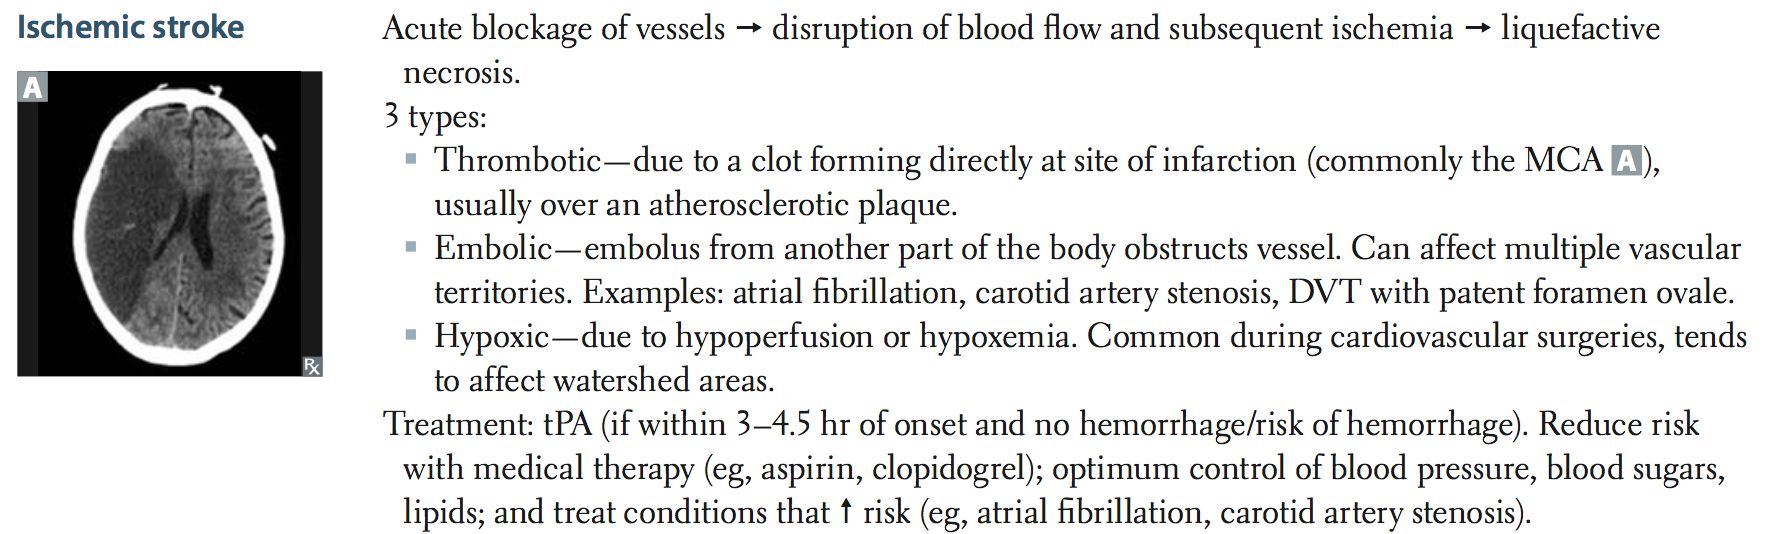 Ischemic stroke
A
℞
Acute blockage of vessels → disruption of blood flow and subsequent ischemia → liquefactive
necrosis.
3 types:
▪ Thrombotic—due to a clot forming directly at site of infarction (commonly the MCA A),
usually over an atherosclerotic plaque.
▪ Embolic—embolus from another part of the body obstructs vessel. Can affect multiple vascular
territories. Examples: atrial fibrillation, carotid artery stenosis, DVT with patent foramen ovale.
▪ Hypoxic—due to hypoperfusion or hypoxemia. Common during cardiovascular surgeries, tends
to affect watershed areas.
Treatment: tPA (if within 3–4.5 hr of onset and no hemorrhage/risk of hemorrhage). Reduce risk
with medical therapy (eg, aspirin, clopidogrel); optimum control of blood pressure, blood sugars,
lipids; and treat conditions that ↑ risk (eg, atrial fibrillation, carotid artery stenosis).